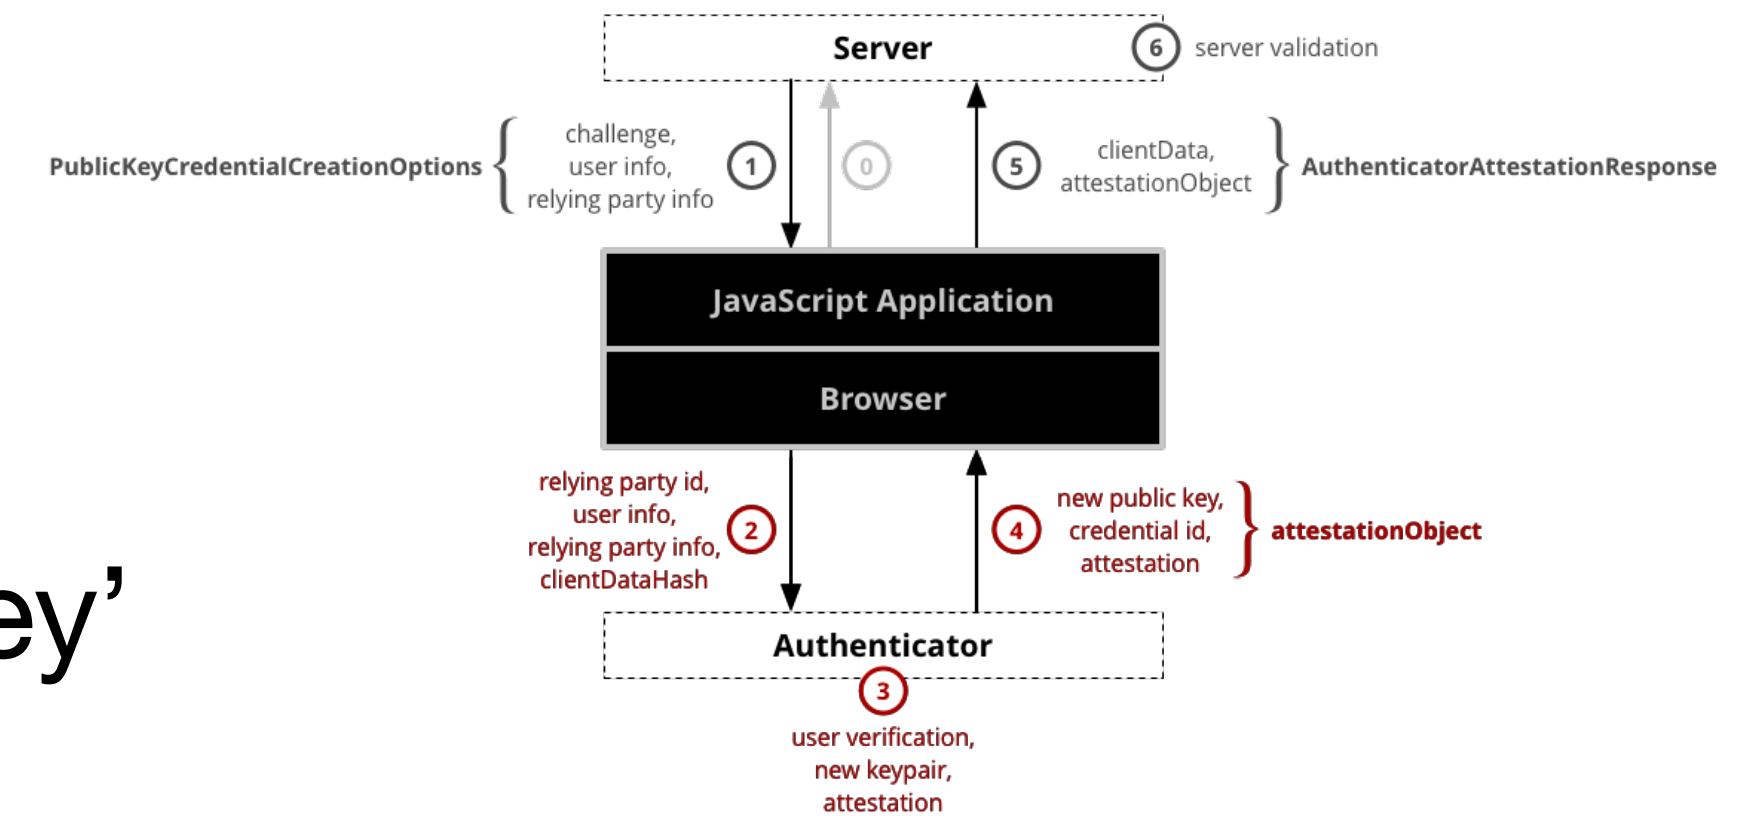 Server
6 server validation
PublicKeyCredentialCreationOptions
challenge,
user info,
relying party info
1
0
5
clientData,
attestationObject
AuthenticatorAttestationResponse
JavaScript Application
Browser
relying party id,
user info,
relying party info,
clientDataHash
2
4
new public key,
credential id,
attestation
attestationObject
ey’
Authenticator
3
user verification,
new keypair,
attestation